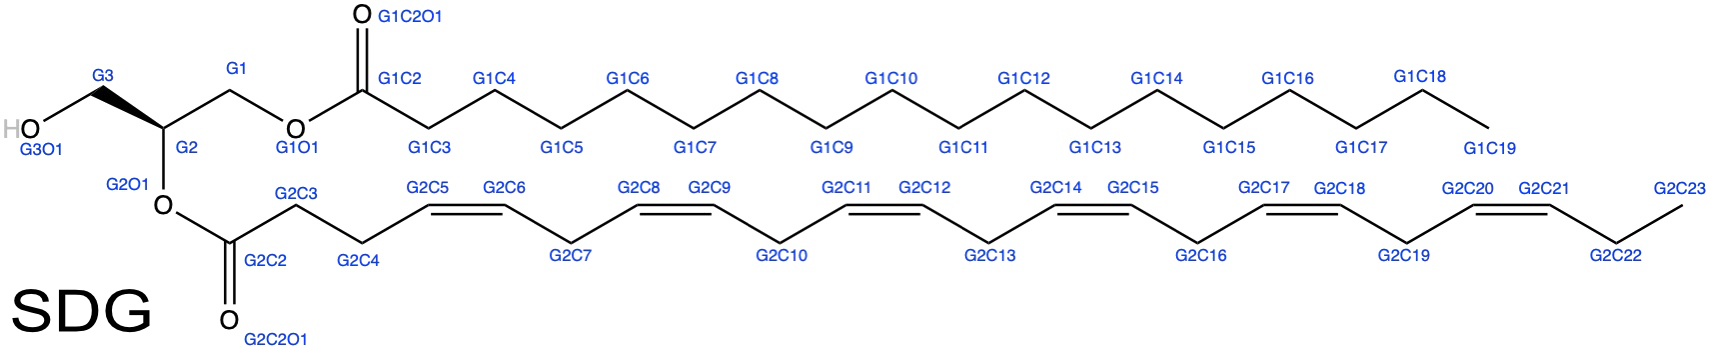 O G1C2O1
G3 G1 G1C2 G1C4 G1C6 G1C8 G1C10 G1C12 G1C14 G1C16 G1C18
HO O
G3O1 G2 G1O1 G1C3 G1C5 G1C7 G1C9 G1C11 G1C13 G1C15 G1C17 G1C19
G2O1 G2C3 G2C5 G2C6 G2C8 G2C9 G2C11 G2C12 G2C14 G2C15 G2C17 G2C18 G2C20 G2C21 G2C23
O
G2C2 G2C4 G2C7 G2C10 G2C13 G2C16 G2C19 G2C22
SDG O
G2C2O1